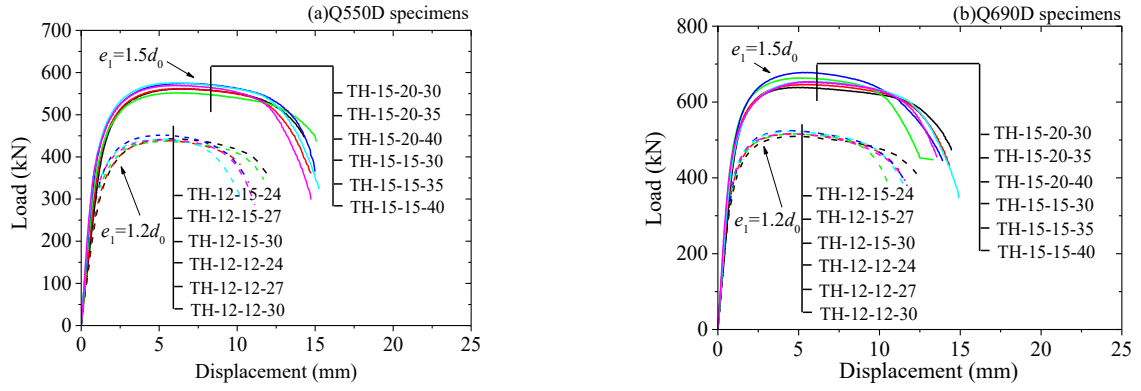 (a)Q550D specimens
700
600
500
400
300
200
100
0
Load (kN)
e₁=1.5d₀
TH-15-20-30
TH-15-20-35
TH-15-20-40
TH-15-15-30
TH-15-15-35
TH-15-15-40
e₁=1.2d₀
TH-12-15-24
TH-12-15-27
TH-12-15-30
TH-12-12-24
TH-12-12-27
TH-12-12-30
0 5 10 15 20 25
Displacement (mm)
(b)Q690D specimens
800
600
400
200
0
Load (kN)
e₁=1.5d₀
TH-15-20-30
TH-15-20-35
TH-15-20-40
TH-15-15-30
TH-15-15-35
TH-15-15-40
e₁=1.2d₀
TH-12-15-24
TH-12-15-27
TH-12-15-30
TH-12-12-24
TH-12-12-27
TH-12-12-30
0 5 10 15 20 25
Displacement (mm)